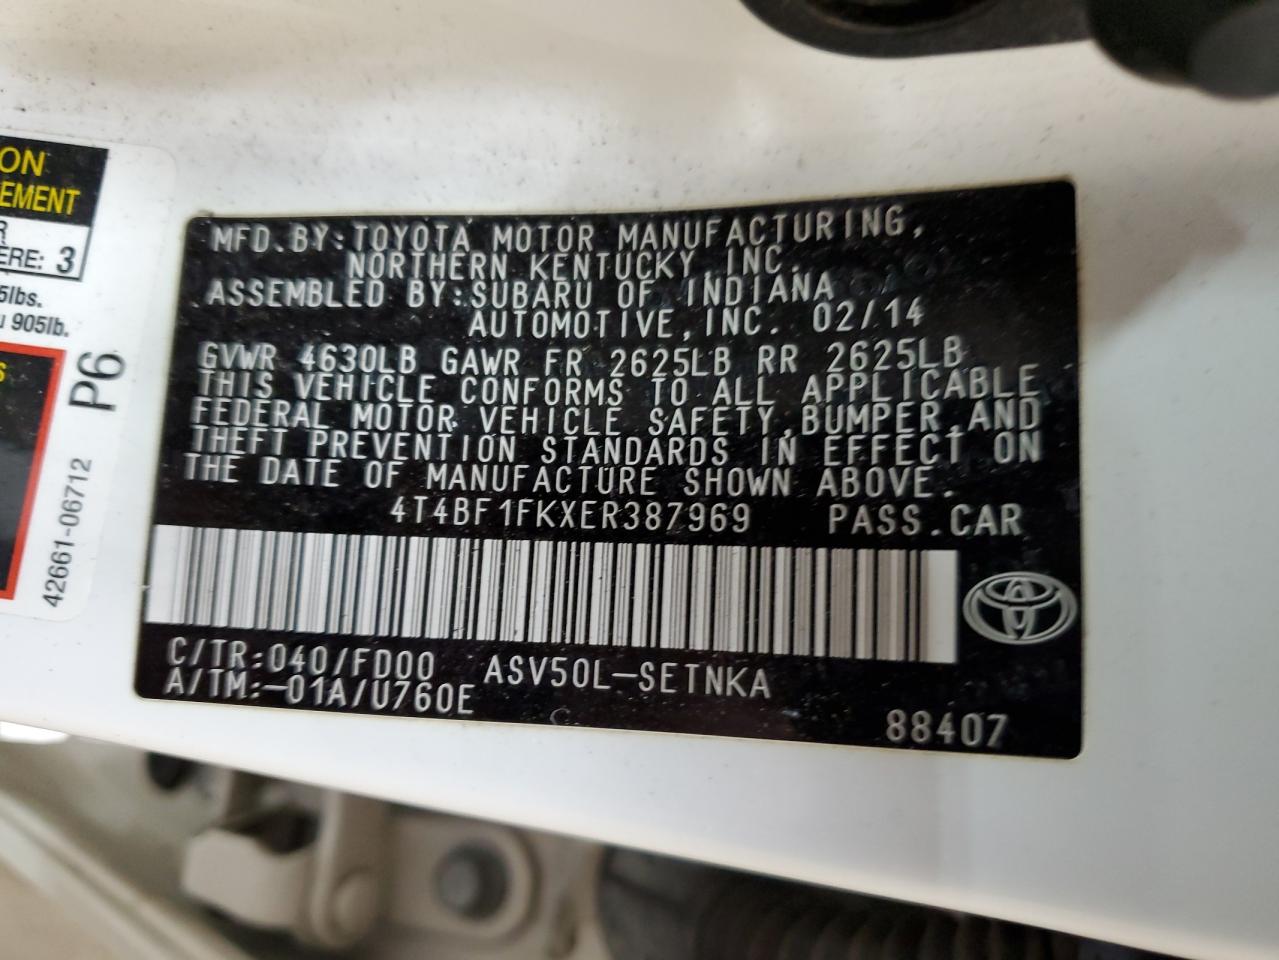 ON
EMENT
R
ERE: 3
5lbs.
905lb.
S
P6
42661-06712
MFD.BY:TOYOTA MOTOR MANUFACTURING,
NORTHERN KENTUCKY, INC.
ASSEMBLED BY:SUBARU OF INDIANA
AUTOMOTIVE,INC. 02/14
GVWR 4630LB GAWR FR 2625LB RR 2625LB
THIS VEHICLE CONFORMS TO ALL APPLICABLE
FEDERAL MOTOR VEHICLE SAFETY,BUMPER,AND
THEFT PREVENTION STANDARDS IN EFFECT ON
THE DATE OF MANUFACTURE SHOWN ABOVE.
4T4BF1FKXER387969 PASS.CAR
C/TR:040/FD00 ASV50L-SETNKA
A/TM:-01A/U760E
88407